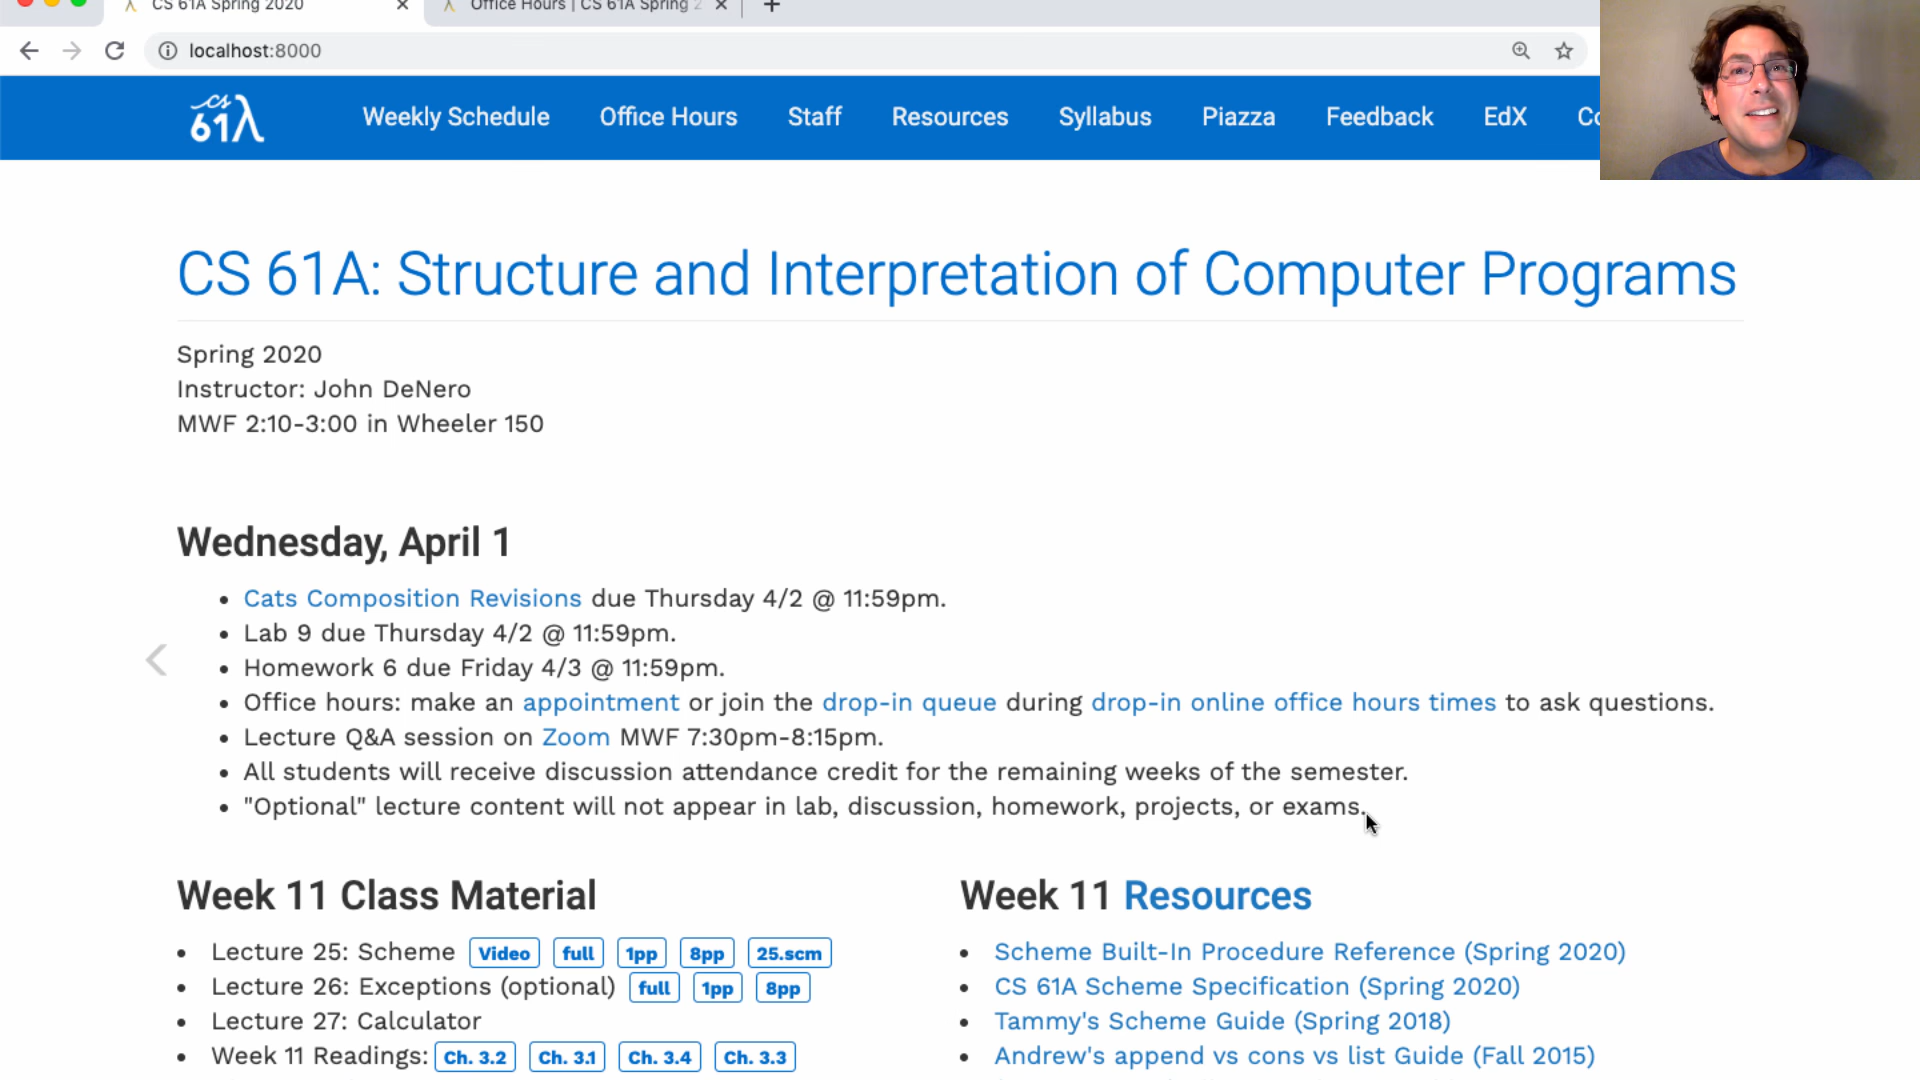 CS 61A Spring 2020
Office Hours | CS 61A Spring 2
localhost:8000
cs 61λ
Weekly Schedule
Office Hours
Staff
Resources
Syllabus
Piazza
Feedback
EdX
CS 61A: Structure and Interpretation of Computer Programs
Spring 2020
Instructor: John DeNero
MWF 2:10-3:00 in Wheeler 150
Wednesday, April 1
Cats Composition Revisions due Thursday 4/2 @ 11:59pm.
Lab 9 due Thursday 4/2 @ 11:59pm.
Homework 6 due Friday 4/3 @ 11:59pm.
Office hours: make an appointment or join the drop-in queue during drop-in online office hours times to ask questions.
Lecture Q&A session on Zoom MWF 7:30pm-8:15pm.
All students will receive discussion attendance credit for the remaining weeks of the semester.
"Optional" lecture content will not appear in lab, discussion, homework, projects, or exams.
Week 11 Class Material
Lecture 25: Scheme Video full 1pp 8pp 25.scm
Lecture 26: Exceptions (optional) full 1pp 8pp
Lecture 27: Calculator
Week 11 Readings: Ch. 3.2 Ch. 3.1 Ch. 3.4 Ch. 3.3
Week 11 Resources
Scheme Built-In Procedure Reference (Spring 2020)
CS 61A Scheme Specification (Spring 2020)
Tammy's Scheme Guide (Spring 2018)
Andrew's append vs cons vs list Guide (Fall 2015)